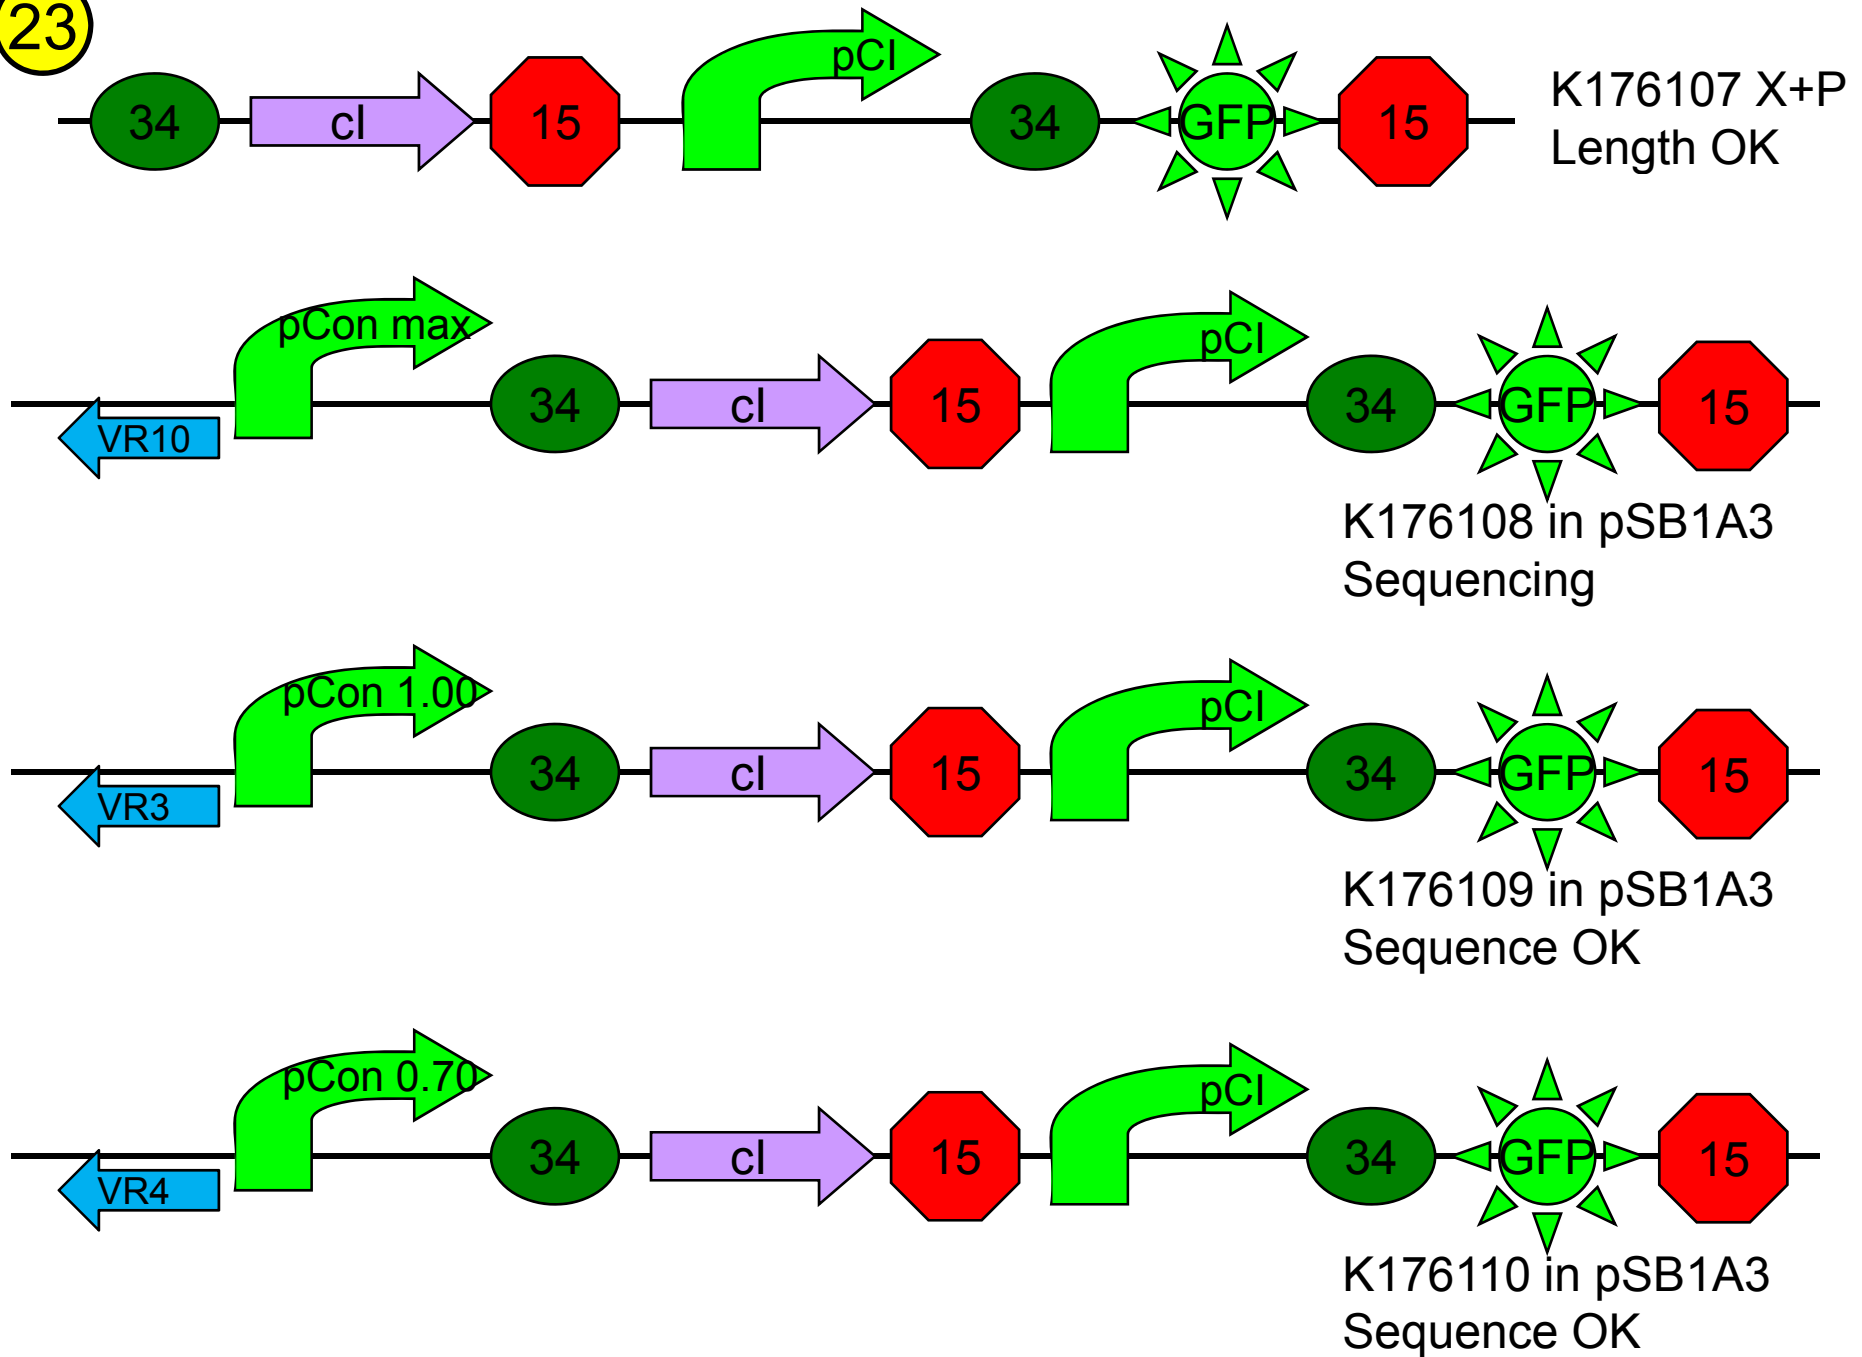 23
34 cI 15 pCI 34 GFP 15
K176107 X+P
Length OK
VR10 pCon max 34 cI 15 pCI 34 GFP 15
K176108 in pSB1A3
Sequencing
VR3 pCon 1.00 34 cI 15 pCI 34 GFP 15
K176109 in pSB1A3
Sequence OK
VR4 pCon 0.70 34 cI 15 pCI 34 GFP 15
K176110 in pSB1A3
Sequence OK